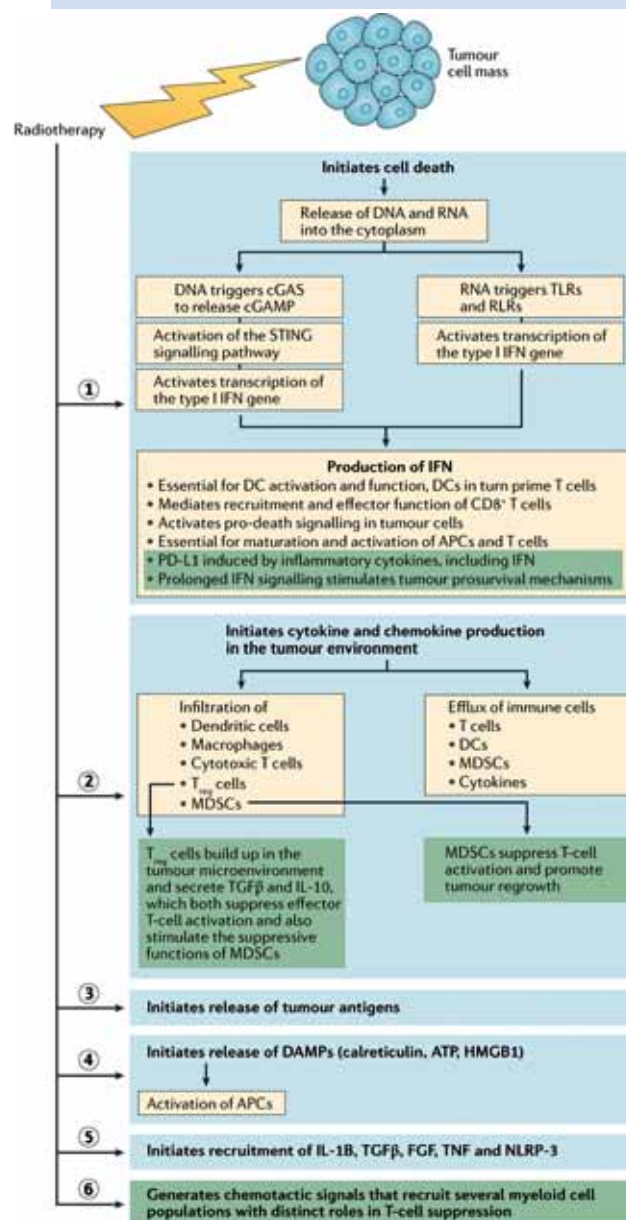 Tumour
cell mass
Radiotherapy
Initiates cell death
Release of DNA and RNA
into the cytoplasm
DNA triggers cGAS
to release cGAMP
Activation of the STING
signalling pathway
Activates transcription of
the type I IFN gene
RNA triggers TLRs
and RLRs
Activates transcription of
the type I IFN gene
①
Production of IFN
• Essential for DC activation and function, DCs in turn prime T cells
• Mediates recruitment and effector function of CD8⁺ T cells
• Activates pro-death signalling in tumour cells
• Essential for maturation and activation of APCs and T cells
• PD-L1 induced by inflammatory cytokines, including IFN
• Prolonged IFN signalling stimulates tumour prosurvival mechanisms
Initiates cytokine and chemokine production
in the tumour environment
Infiltration of
• Dendritic cells
• Macrophages
• Cytotoxic T cells
• Treg cells
• MDSCs
Efflux of immune cells
• T cells
• DCs
• MDSCs
• Cytokines
②
Treg cells build up in the
tumour microenvironment
and secrete TGFβ and IL-10,
which both suppress effector
T-cell activation and also
stimulate the suppressive
functions of MDSCs
MDSCs suppress T-cell
activation and promote
tumour regrowth
③
Initiates release of tumour antigens
④
Initiates release of DAMPs (calreticulin, ATP, HMGB1)
Activation of APCs
⑤
Initiates recruitment of IL-1B, TGFβ, FGF, TNF and NLRP-3
⑥
Generates chemotactic signals that recruit several myeloid cell
populations with distinct roles in T-cell suppression